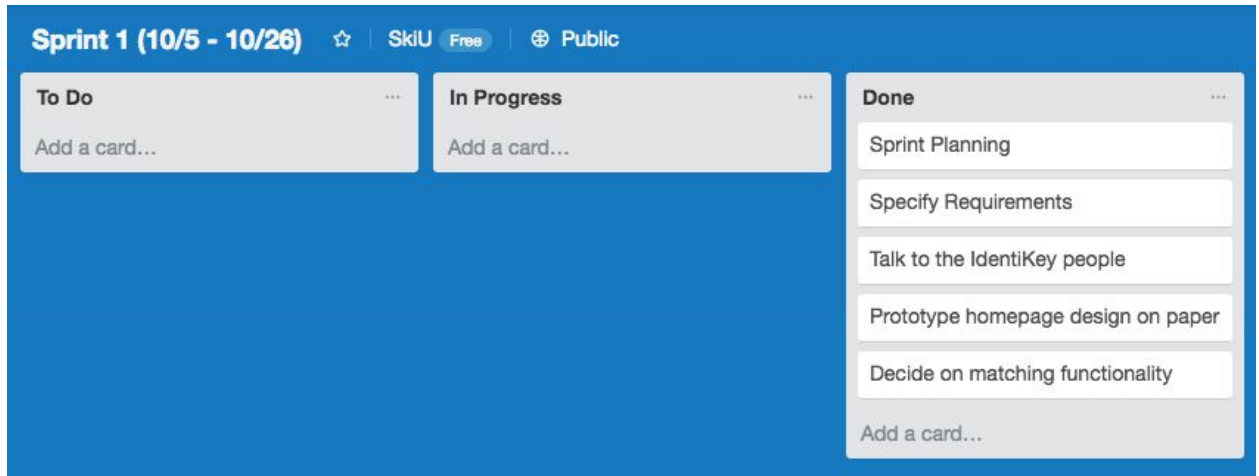 Sprint 1 (10/5 - 10/26) SkiU Free Public
To Do ...
Add a card...
In Progress ...
Add a card...
Done ...
Sprint Planning
Specify Requirements
Talk to the IdentiKey people
Prototype homepage design on paper
Decide on matching functionality
Add a card...